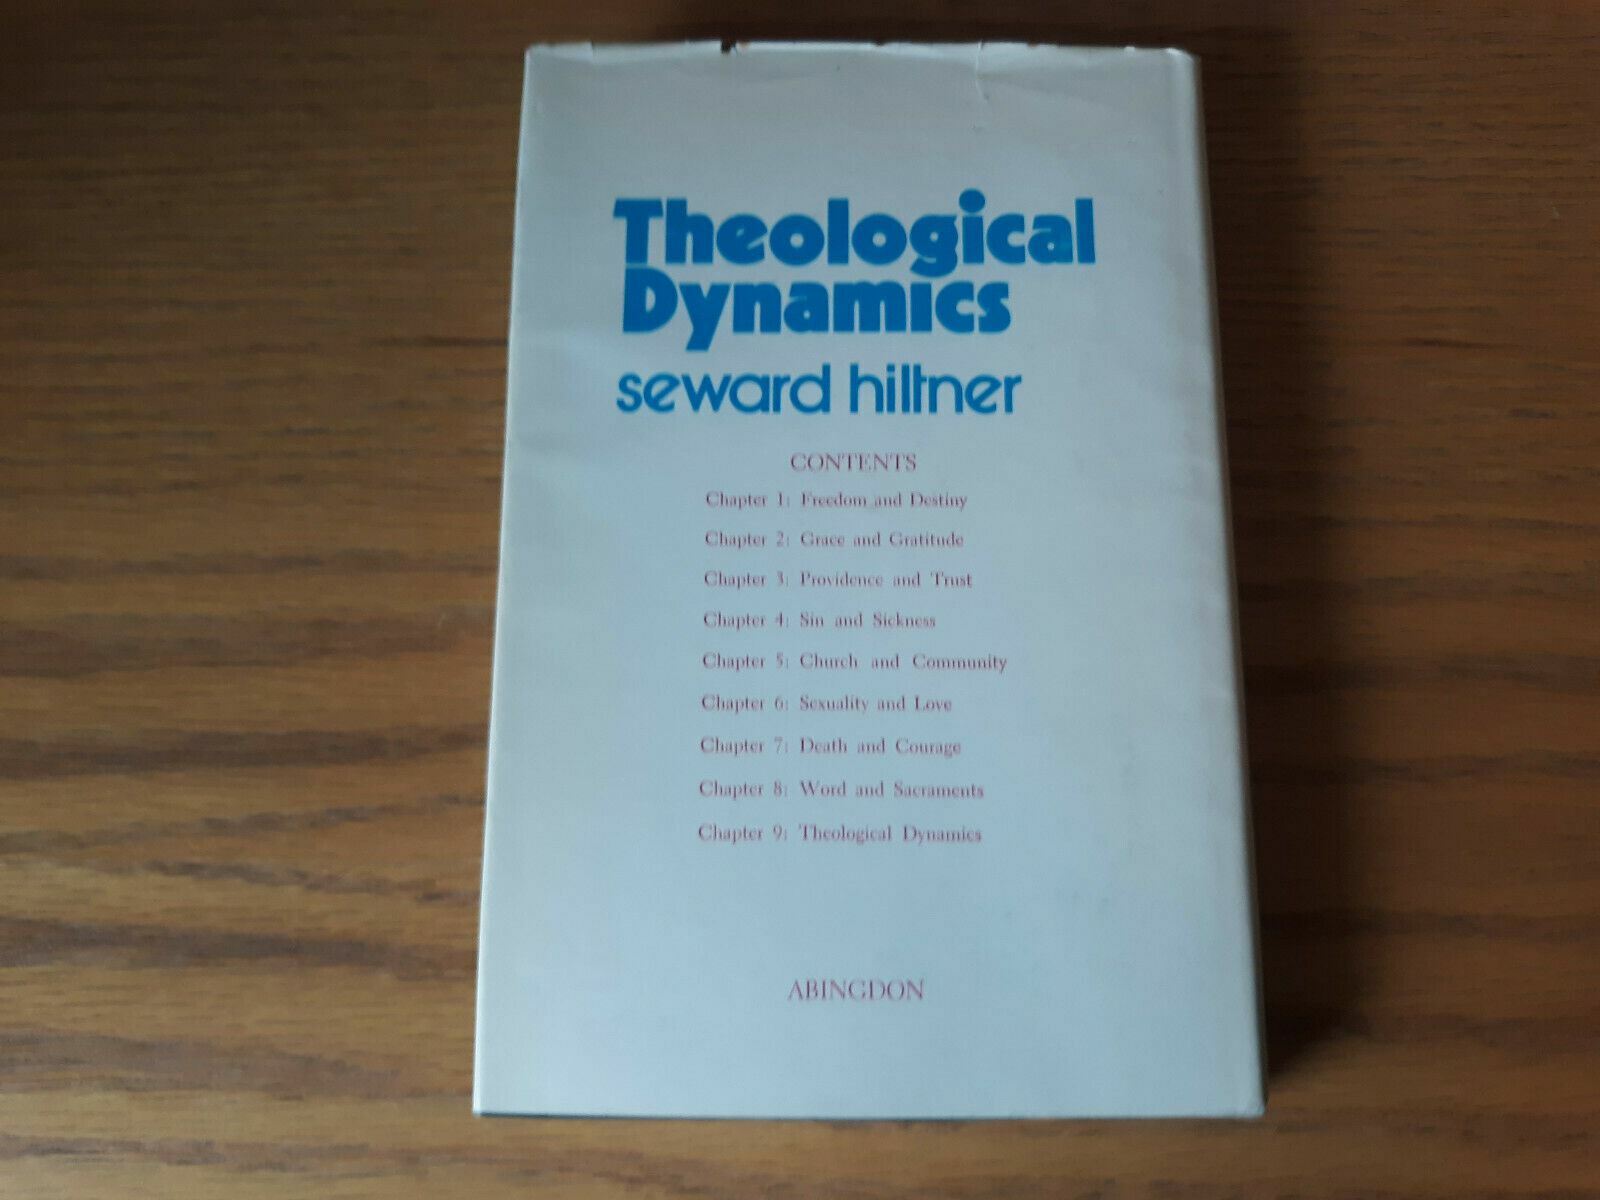 Theological
Dynamics
seward hiltner
CONTENTS
Chapter 1: Freedom and Destiny
Chapter 2: Grace and Gratitude
Chapter 3: Providence and Trust
Chapter 4: Sin and Sickness
Chapter 5: Church and Community
Chapter 6: Sexuality and Love
Chapter 7: Death and Courage
Chapter 8: Word and Sacraments
Chapter 9: Theological Dynamics
ABINGDON